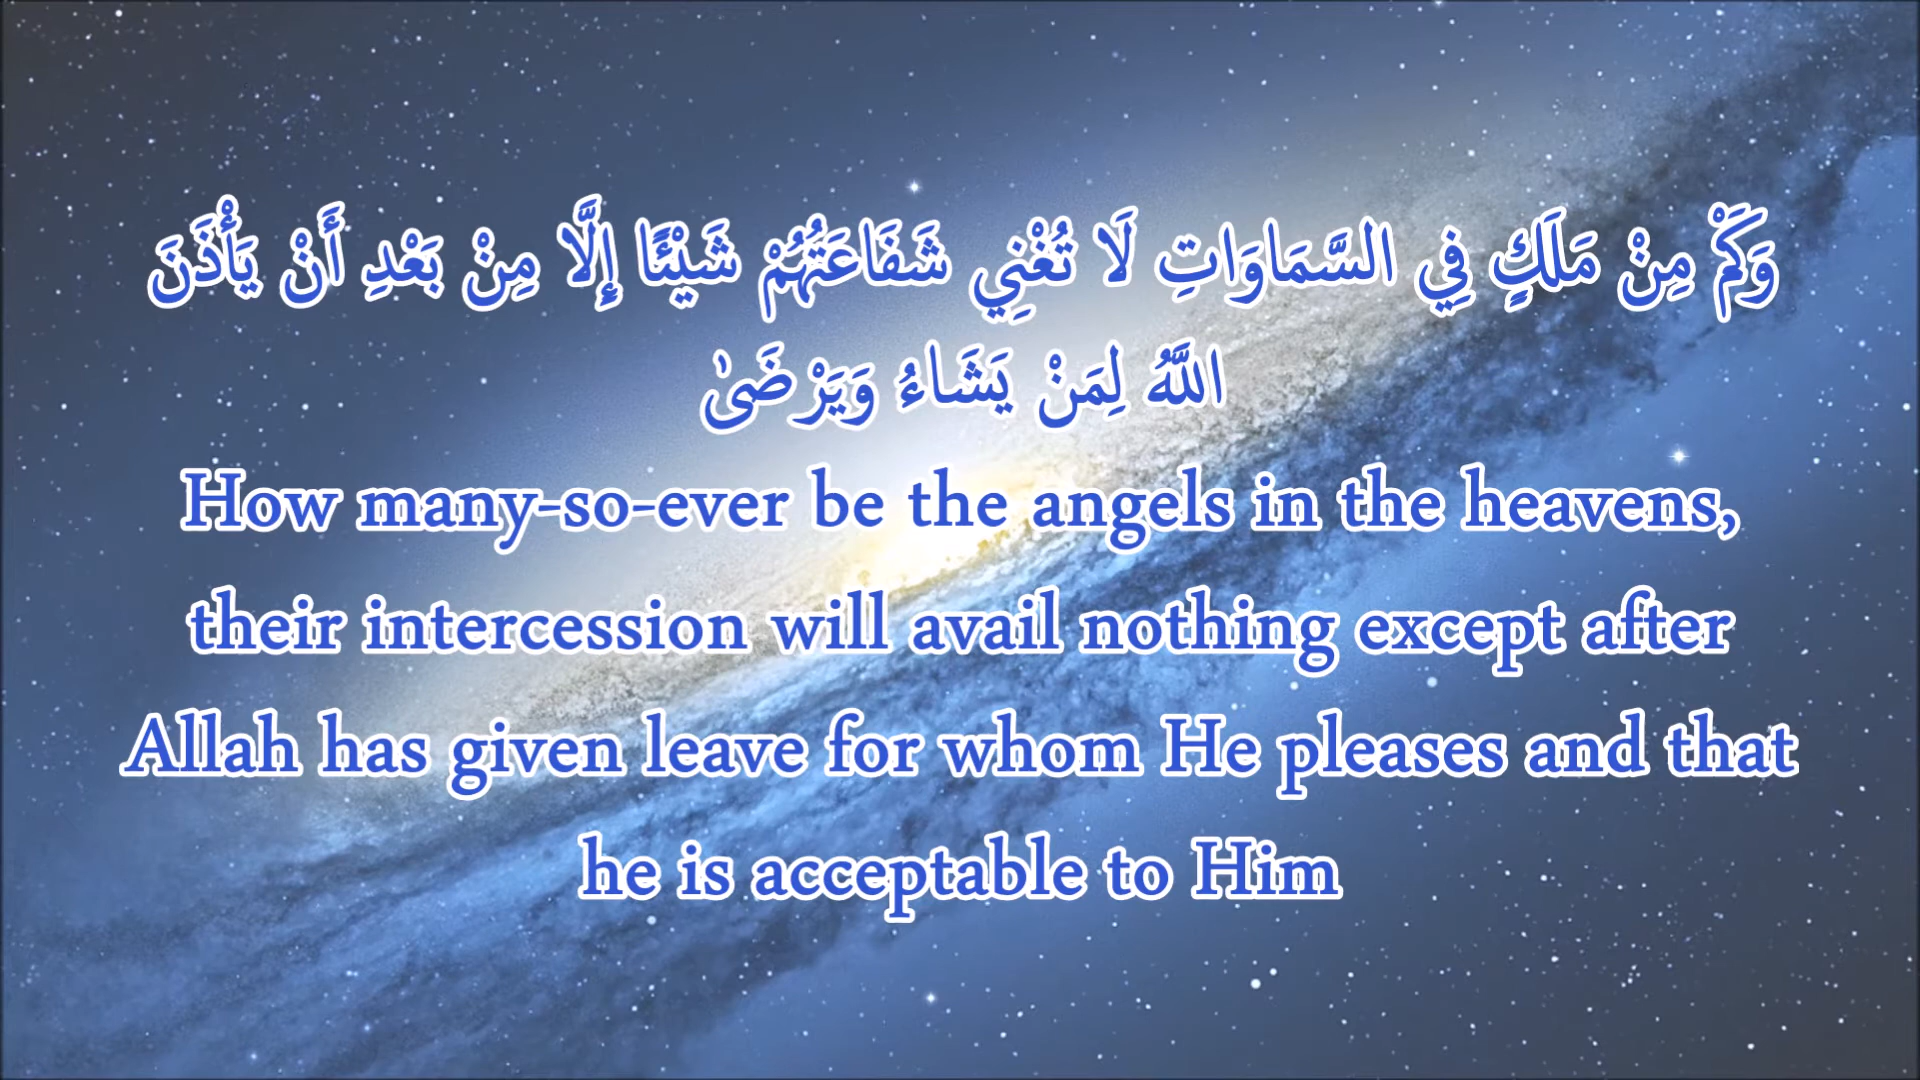 وَكَمْ مِنْ مَلَكٍ فِي السَّمَاوَاتِ لَا تُغْنِي شَفَاعَتُهُمْ شَيْئًا إِلَّا مِنْ بَعْدِ أَنْ يَأْذَنَ
اللَّهُ لِمَنْ يَشَاءُ وَيَرْضَىٰ
How many-so-ever be the angels in the heavens,
their intercession will avail nothing except after
Allah has given leave for whom He pleases and that
he is acceptable to Him